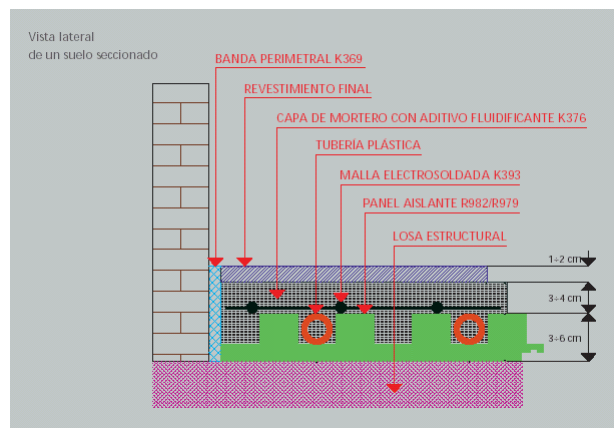 Vista lateral
de un suelo seccionado
BANDA PERIMETRAL K369
REVESTIMIENTO FINAL
CAPA DE MORTERO CON ADITIVO FLUIDIFICANTE K376
TUBERÍA PLÁSTICA
MALLA ELECTROSOLDADA K393
PANEL AISLANTE R982/R979
LOSA ESTRUCTURAL
1÷2 cm
3÷4 cm
3÷6 cm